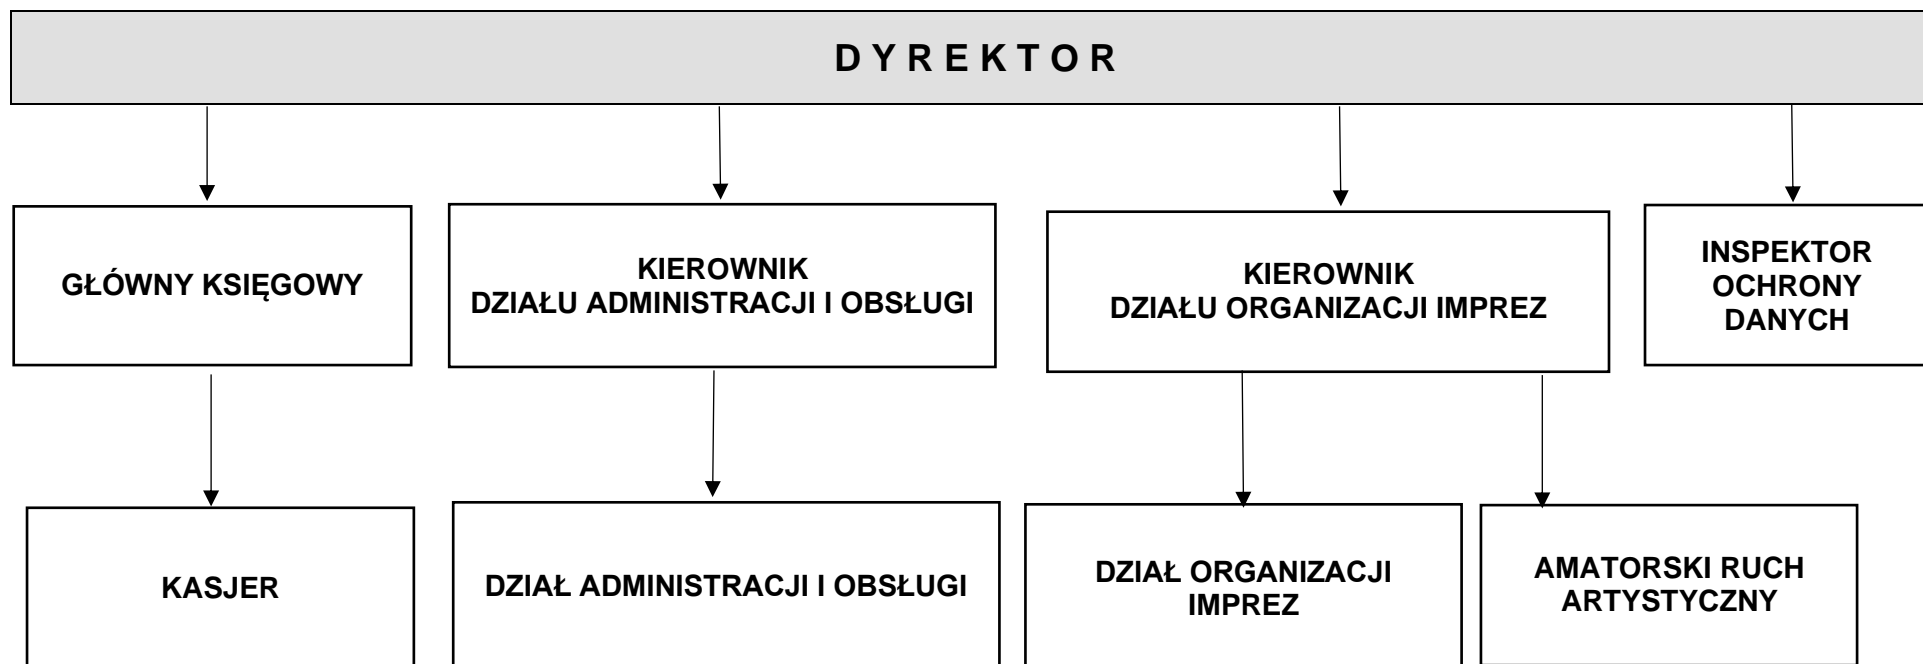 D Y R E K T O R
GŁÓWNY KSIĘGOWY
KIEROWNIK
DZIAŁU ADMINISTRACJI I OBSŁUGI
KIEROWNIK
DZIAŁU ORGANIZACJI IMPREZ
INSPEKTOR
OCHRONY
DANYCH
KASJER
DZIAŁ ADMINISTRACJI I OBSŁUGI
DZIAŁ ORGANIZACJI
IMPREZ
AMATORSKI RUCH
ARTYSTYCZNY